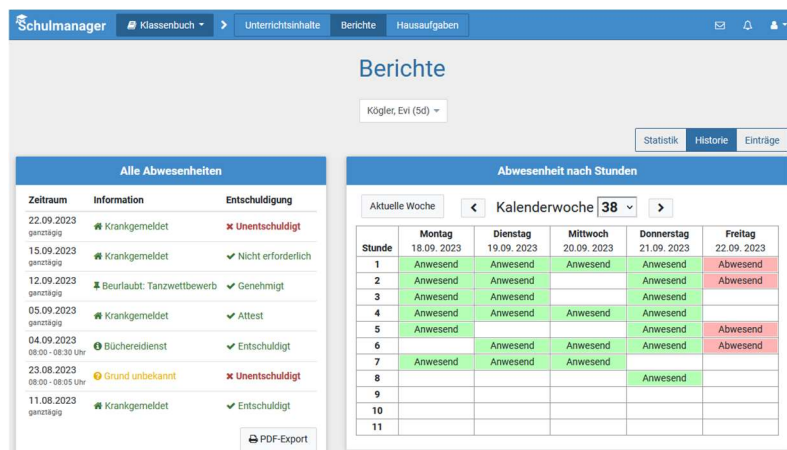 Schulmanager Klassenbuch Unterrichtsinhalte Berichte Hausaufgaben
Berichte
Kögler, Evi (5d)
Statistik Historie Einträge
Alle Abwesenheiten
Zeitraum Information Entschuldigung
22.09.2023 ganztägig Krankgemeldet Unentschuldigt
15.09.2023 ganztägig Krankgemeldet Nicht erforderlich
12.09.2023 ganztägig Beurlaubt: Tanzwettbewerb Genehmigt
05.09.2023 ganztägig Krankgemeldet Attest
04.09.2023 08:00 - 08:30 Uhr Büchereidienst Entschuldigt
23.08.2023 08:00 - 08:05 Uhr Grund unbekannt Unentschuldigt
11.08.2023 ganztägig Krankgemeldet Entschuldigt
PDF-Export
Abwesenheit nach Stunden
Aktuelle Woche Kalenderwoche 38
Montag Dienstag Mittwoch Donnerstag Freitag
Stunde 18.09. 2023 19.09. 2023 20.09. 2023 21.09. 2023 22.09. 2023
1 Anwesend Anwesend Anwesend Anwesend Abwesend
2 Anwesend Anwesend Anwesend Abwesend
3 Anwesend Anwesend Anwesend
4 Anwesend Anwesend Anwesend Anwesend
5 Anwesend Anwesend Abwesend
6 Anwesend Anwesend Anwesend Abwesend
7 Anwesend Anwesend Anwesend
8 Anwesend
9
10
11